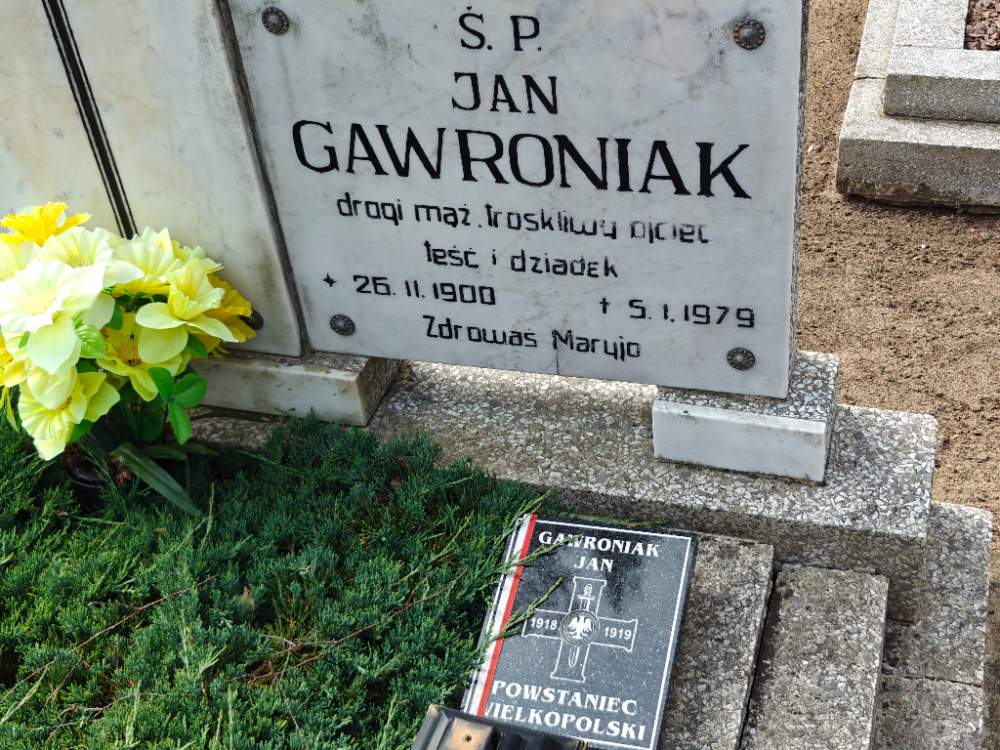 Ś. P.
JAN
GAWRONIAK
drogi mąż, troskliwy ojciec
teść i dziadek
+ 26.11.1900 † 5.1.1979
Zdrowaś Maryjo
GAWRONIAK
JAN
1918 1919
POWSTANIEC
WIELKOPOLSKI